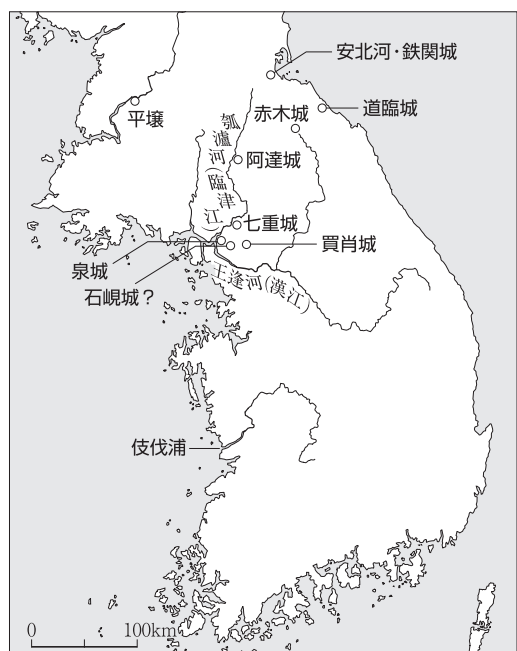 安北河・鉄関城
道臨城
赤木城
平壌
瓠瀘河(臨津江)
阿達城
七重城
買肖城
泉城
石峴城?
王逢河(漢江)
伎伐浦
0 100km